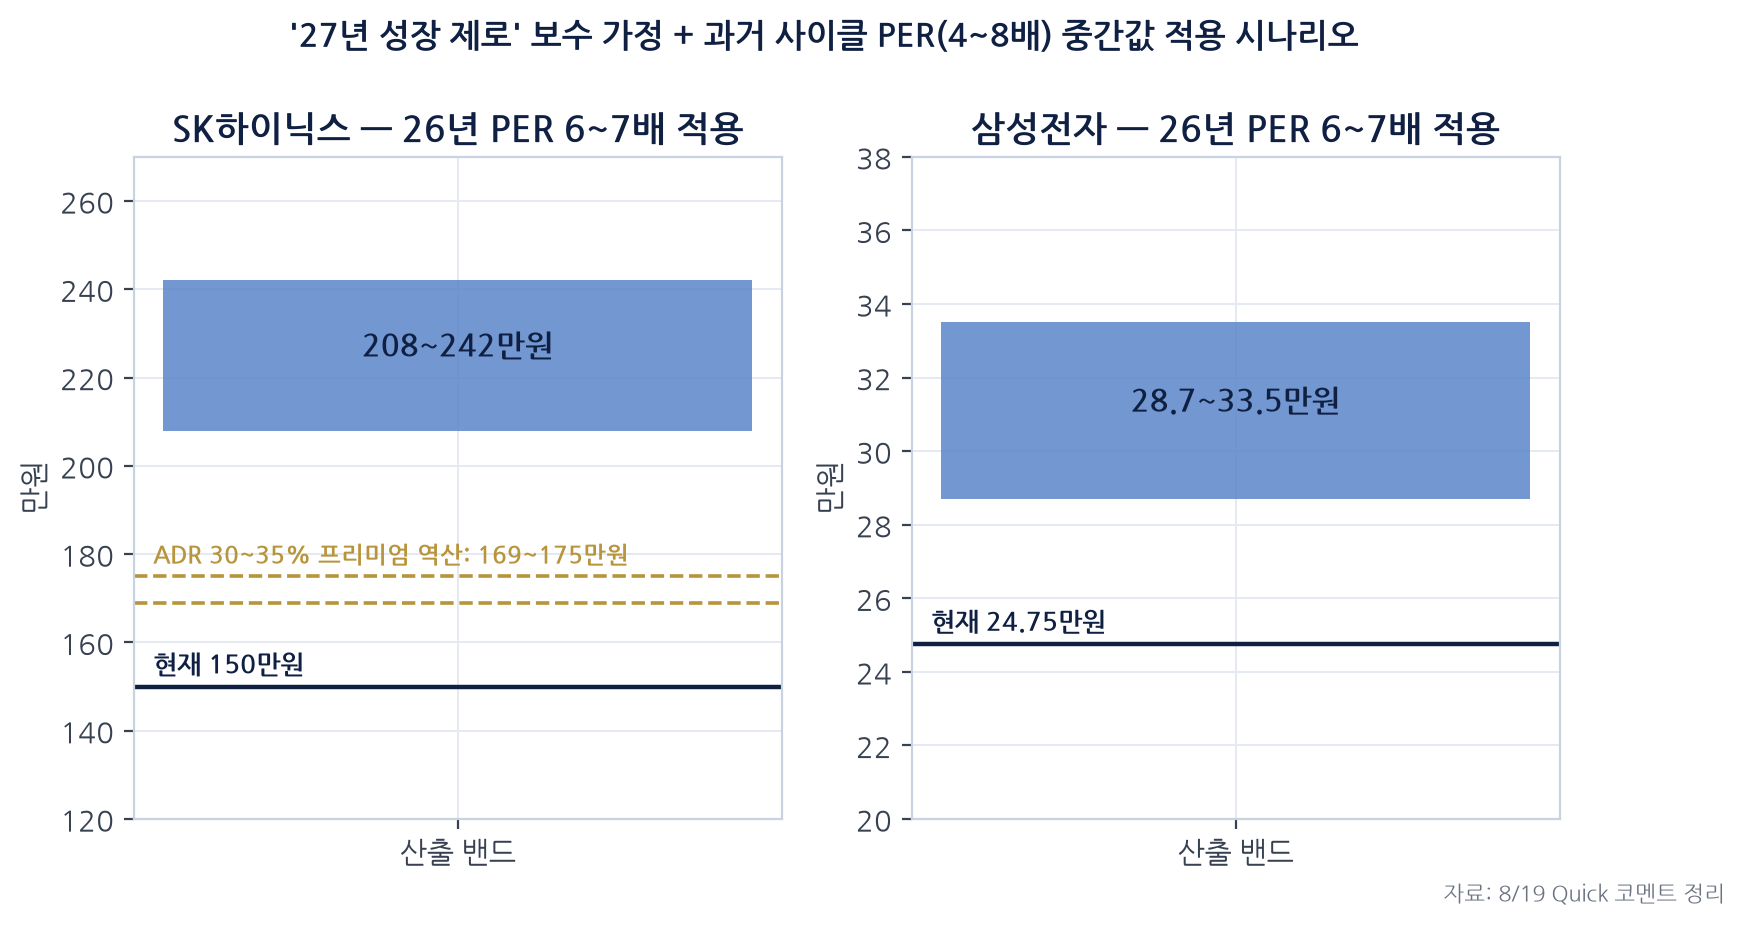 '27년 성장 제로' 보수 가정 + 과거 사이클 PER(4~8배) 중간값 적용 시나리오
SK하이닉스 — 26년 PER 6~7배 적용
만원
260
240
220
200
180
160
140
120
208~242만원
ADR 30~35% 프리미엄 역산: 169~175만원
현재 150만원
산출 밴드
삼성전자 — 26년 PER 6~7배 적용
만원
38
36
34
32
30
28
26
24
22
20
28.7~33.5만원
현재 24.75만원
산출 밴드
자료: 8/19 Quick 코멘트 정리